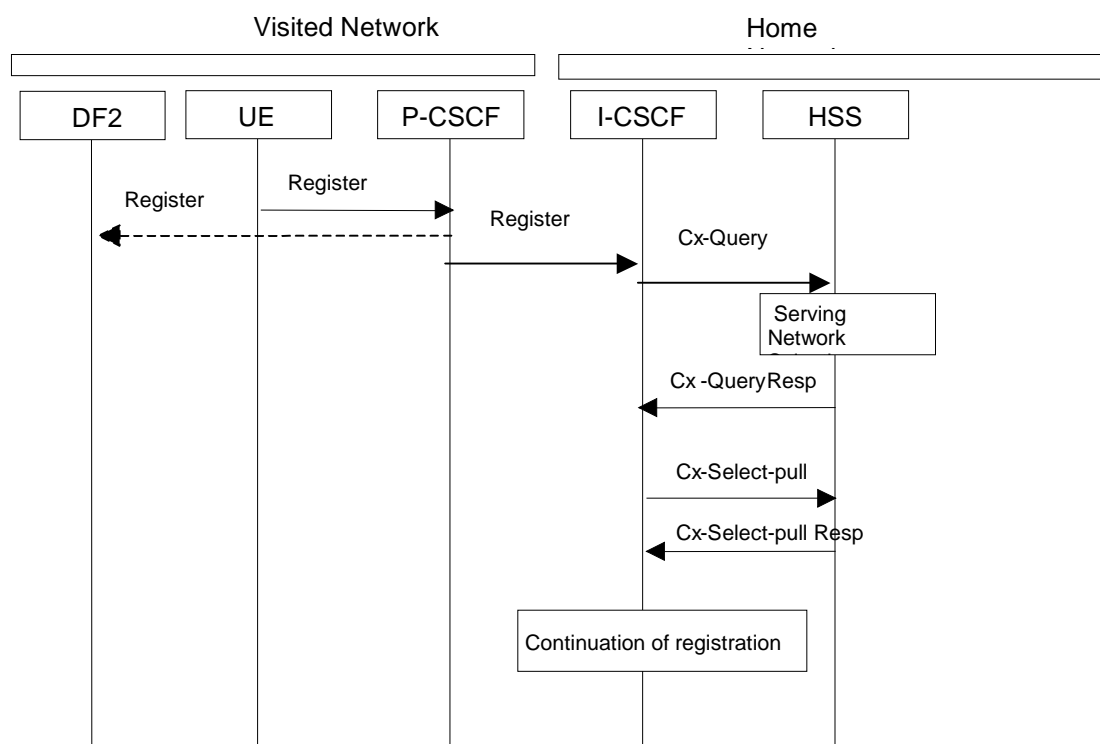 Visited Network
Home
DF2
UE
P-CSCF
I-CSCF
HSS
Register
Register
Register
Cx-Query
Serving
Network
Cx -QueryResp
Cx-Select-pull
Cx-Select-pull Resp
Continuation of registration